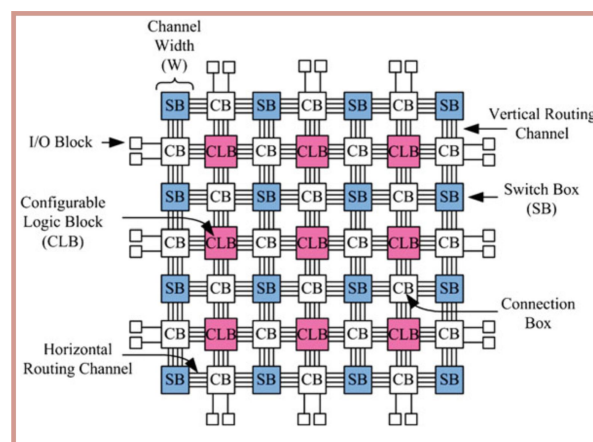 Channel
Width
(W)
SB CB SB CB SB CB SB
Vertical Routing
Channel
I/O Block
CB CLB CB CLB CB CLB CB
SB CB SB CB SB CB SB
Switch Box
(SB)
Configurable
Logic Block
(CLB)
CB CLB CB CLB CB CLB CB
SB CB SB CB SB CB SB
Connection
Box
CB CLB CB CLB CB CLB CB
Horizontal
Routing Channel
SB CB SB CB SB CB SB